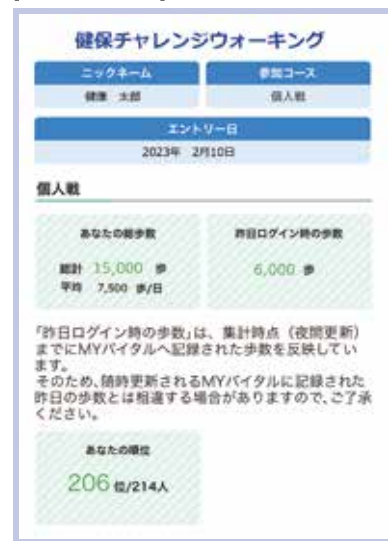 健保チャレンジウォーキング
ニックネーム 参加コース
健康 太郎 個人戦
エントリー日
2023年 2月10日
個人戦
あなたの総歩数 昨日ログイン時の歩数
総計 15,000 歩 6,000 歩
平均 7,500 歩/日
「昨日ログイン時の歩数」は、集計時点（夜間更新）
までにMYバイタルへ記録された歩数を反映してい
ます。
そのため、随時更新されるMYバイタルに記録された
昨日の歩数とは相違する場合がありますので、ご了承
ください。
あなたの順位
206 位/214人